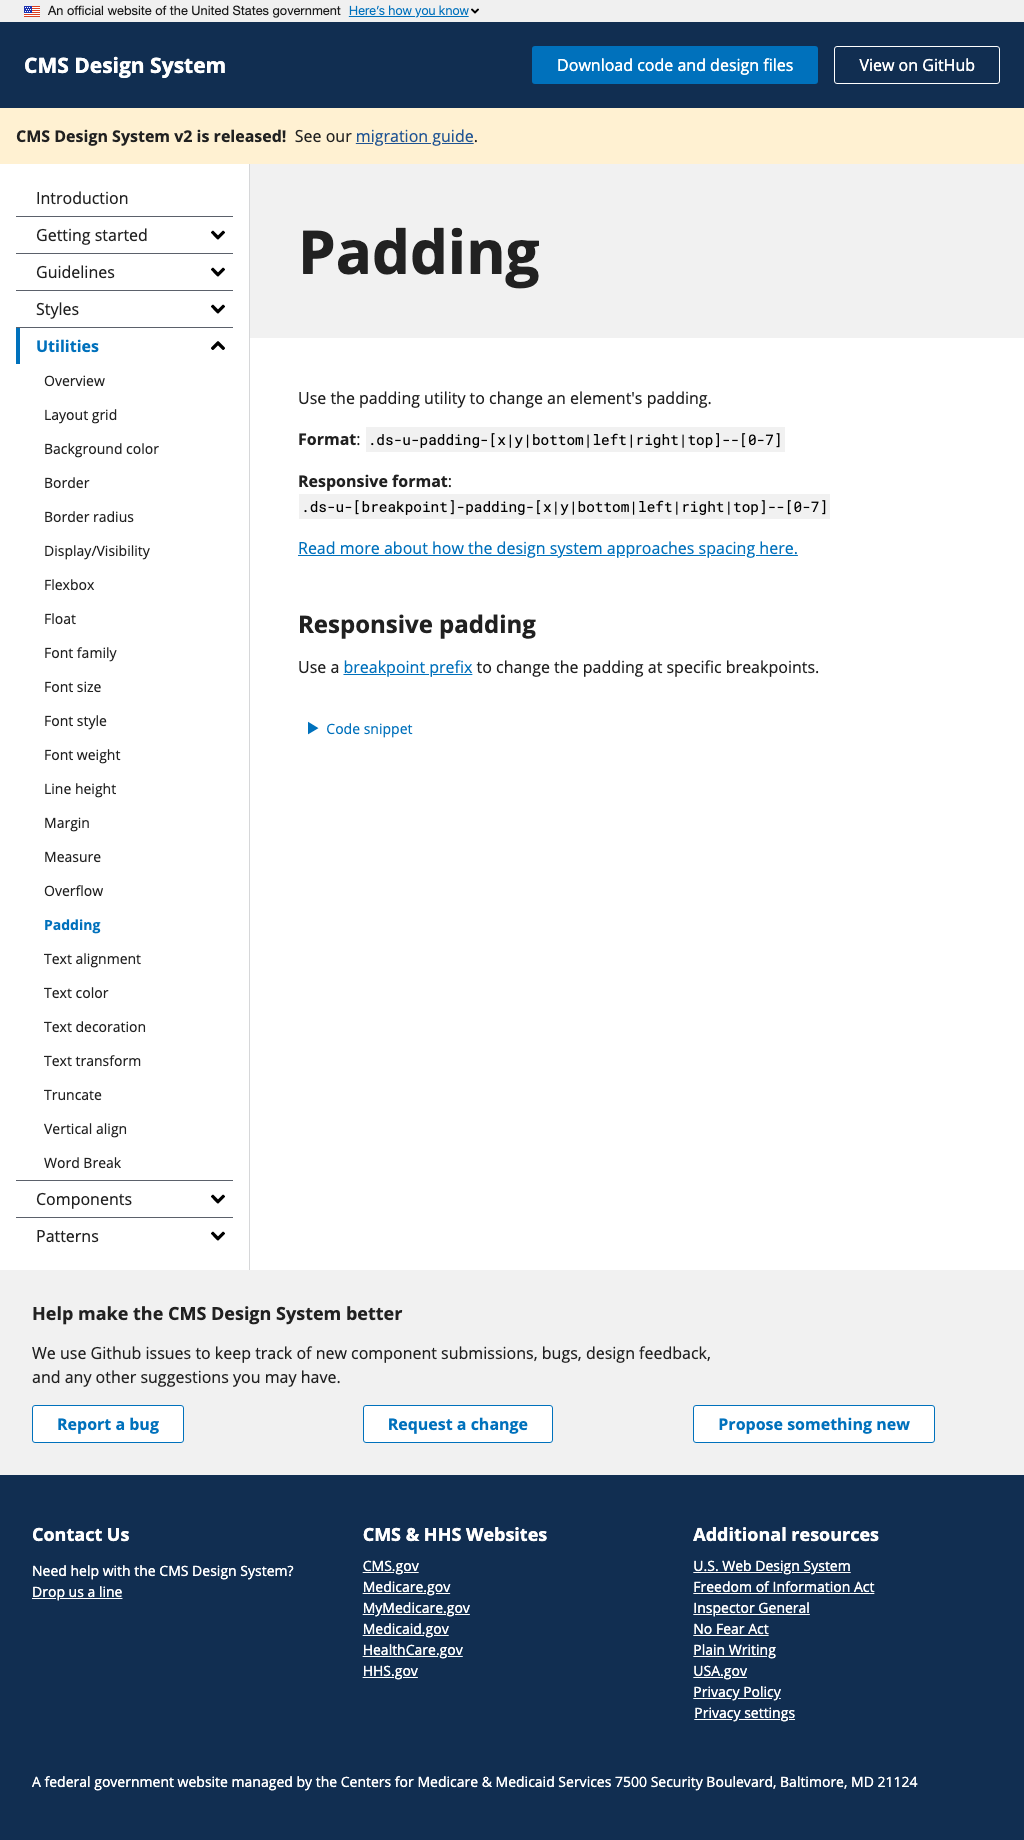 An official website of the United States government Here's how you know
CMS Design System
Download code and design files
View on GitHub
CMS Design System v2 is released! See our migration guide.
Introduction
Getting started
Guidelines
Styles
Utilities
Overview
Layout grid
Background color
Border
Border radius
Display/Visibility
Flexbox
Float
Font family
Font size
Font style
Font weight
Line height
Margin
Measure
Overflow
Padding
Text alignment
Text color
Text decoration
Text transform
Truncate
Vertical align
Word Break
Components
Patterns
Padding
Use the padding utility to change an element's padding.
Format: .ds-u-padding-[x|y|bottom|left|right|top]--[0-7]
Responsive format:
.ds-u-[breakpoint]-padding-[x|y|bottom|left|right|top]--[0-7]
Read more about how the design system approaches spacing here.
Responsive padding
Use a breakpoint prefix to change the padding at specific breakpoints.
Code snippet
Help make the CMS Design System better
We use Github issues to keep track of new component submissions, bugs, design feedback,
and any other suggestions you may have.
Report a bug
Request a change
Propose something new
Contact Us
Need help with the CMS Design System?
Drop us a line
CMS & HHS Websites
CMS.gov
Medicare.gov
MyMedicare.gov
Medicaid.gov
HealthCare.gov
HHS.gov
Additional resources
U.S. Web Design System
Freedom of Information Act
Inspector General
No Fear Act
Plain Writing
USA.gov
Privacy Policy
Privacy settings
A federal government website managed by the Centers for Medicare & Medicaid Services 7500 Security Boulevard, Baltimore, MD 21124